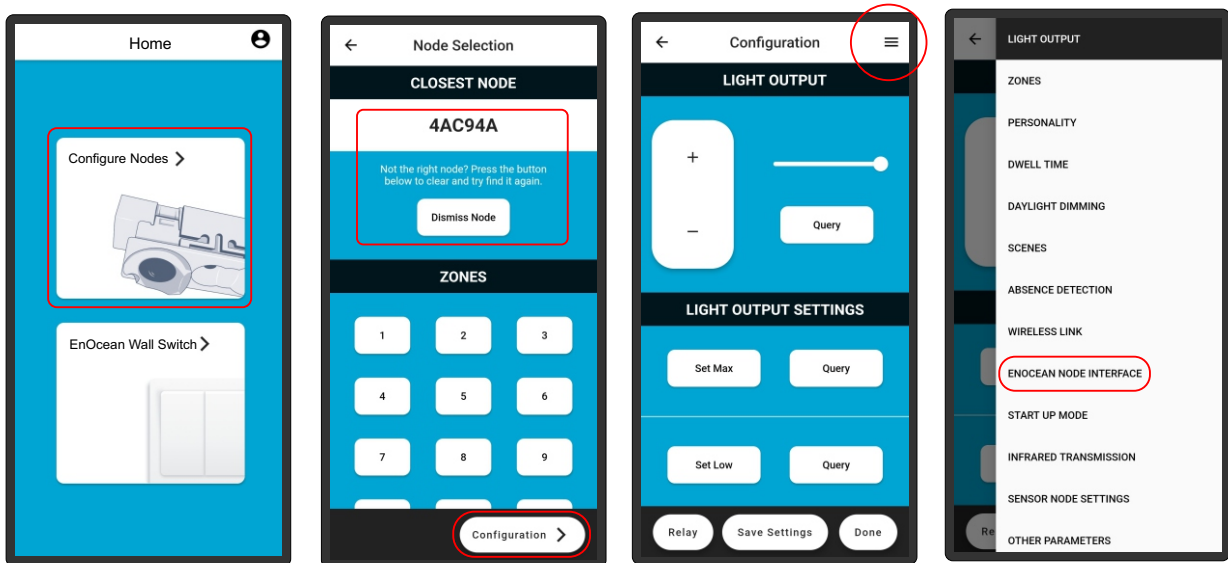 Home
Configure Nodes
EnOcean Wall Switch
Node Selection
CLOSEST NODE
4AC94A
Not the right node? Press the button
below to clear and try find it again.
Dismiss Node
ZONES
1 2 3
4 5 6
7 8 9
Configuration
Configuration
LIGHT OUTPUT
+
−
Query
LIGHT OUTPUT SETTINGS
Set Max Query
Set Low Query
Relay Save Settings Done
LIGHT OUTPUT
ZONES
PERSONALITY
DWELL TIME
DAYLIGHT DIMMING
SCENES
ABSENCE DETECTION
WIRELESS LINK
ENOCEAN NODE INTERFACE
START UP MODE
INFRARED TRANSMISSION
SENSOR NODE SETTINGS
OTHER PARAMETERS
Re